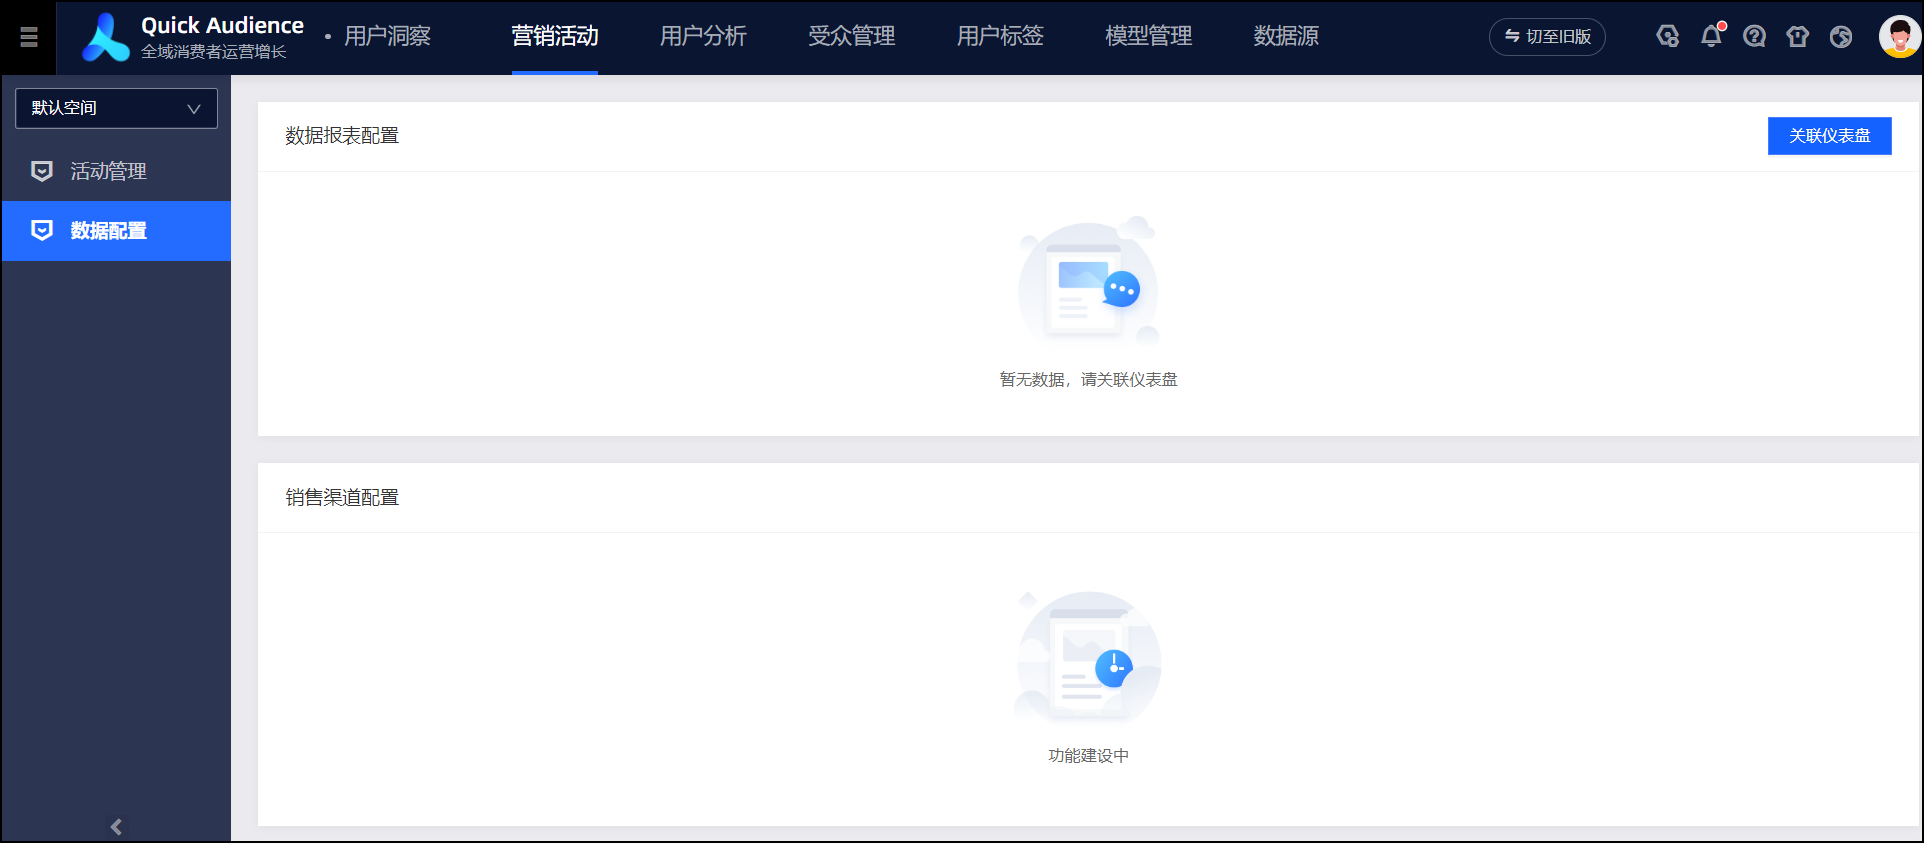 Quick Audience
全域消费者运营增长
· 用户洞察
营销活动
用户分析
受众管理
用户标签
模型管理
数据源
切至旧版
默认空间
活动管理
数据配置
数据报表配置
关联仪表盘
暂无数据，请关联仪表盘
销售渠道配置
功能建设中